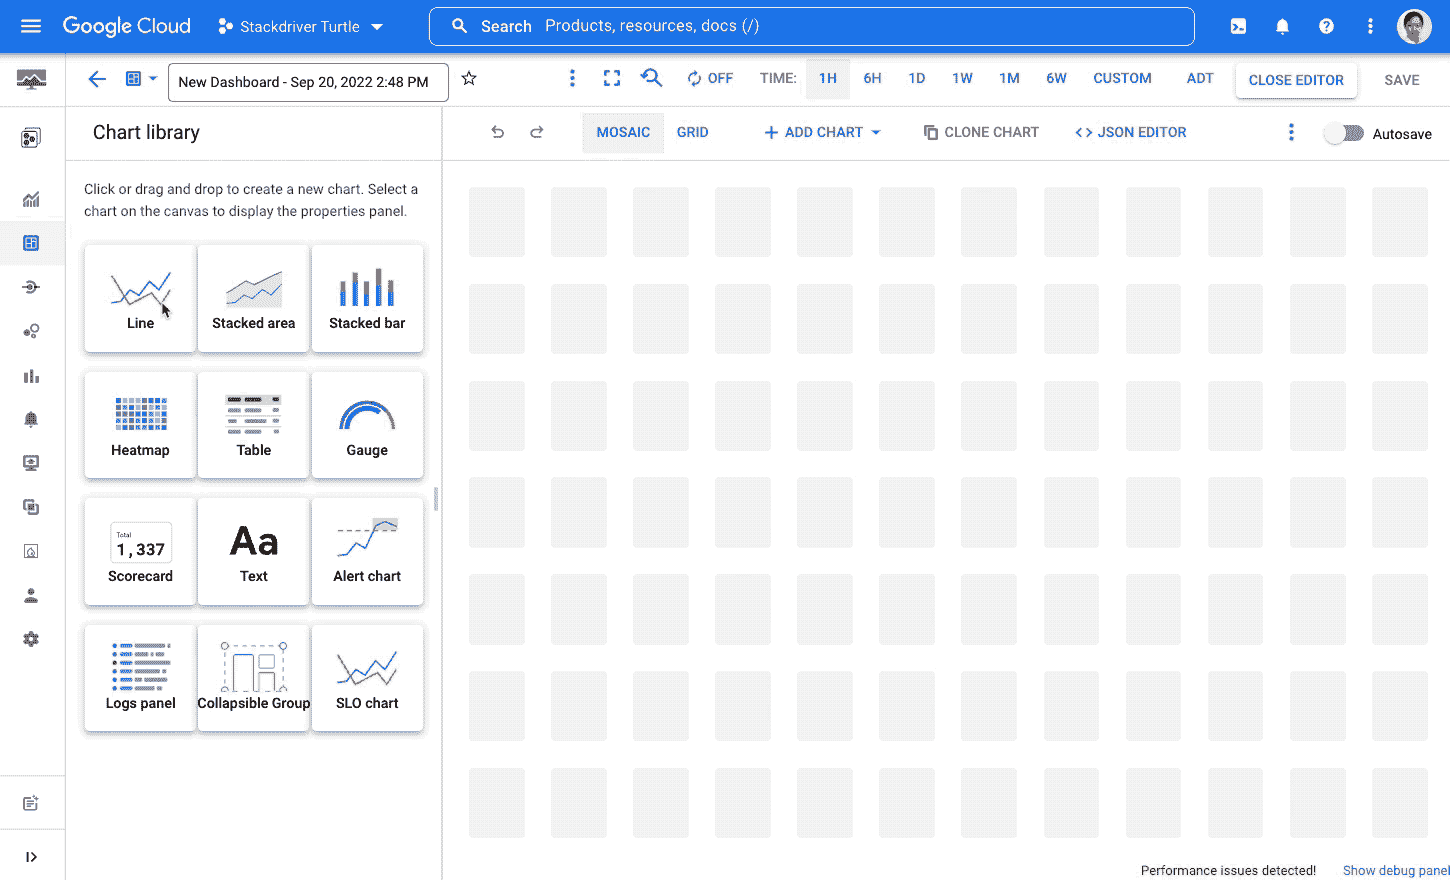 Google Cloud
Stackdriver Turtle
Search Products, resources, docs (/)
New Dashboard - Sep 20, 2022 2:48 PM
OFF
TIME:
1H
6H
1D
1W
1M
6W
CUSTOM
ADT
CLOSE EDITOR
SAVE
Chart library
MOSAIC
GRID
ADD CHART
CLONE CHART
JSON EDITOR
Autosave
Click or drag and drop to create a new chart. Select a
chart on the canvas to display the properties panel.
Line
Stacked area
Stacked bar
Heatmap
Table
Gauge
Total
1,337
Scorecard
Aa
Text
Alert chart
Logs panel
Collapsible Group
SLO chart
Performance issues detected!
Show debug panel